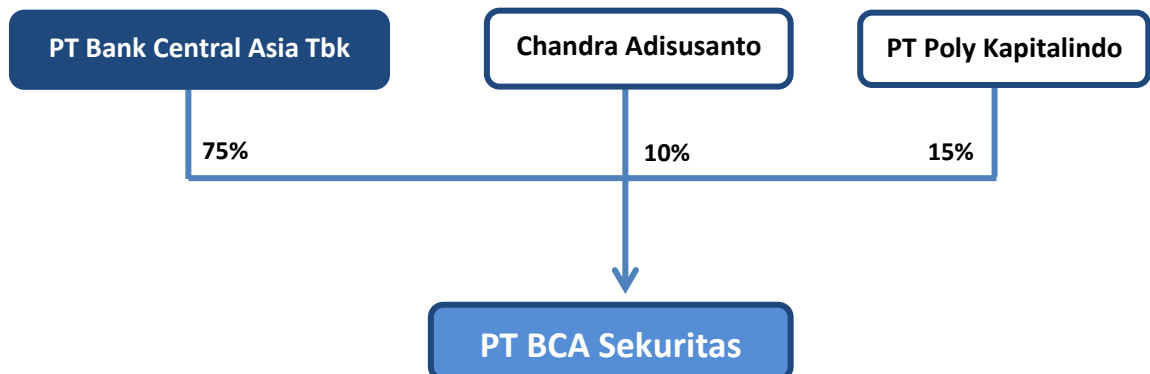 PT Bank Central Asia Tbk
Chandra Adisusanto
PT Poly Kapitalindo
75%
10%
15%
PT BCA Sekuritas